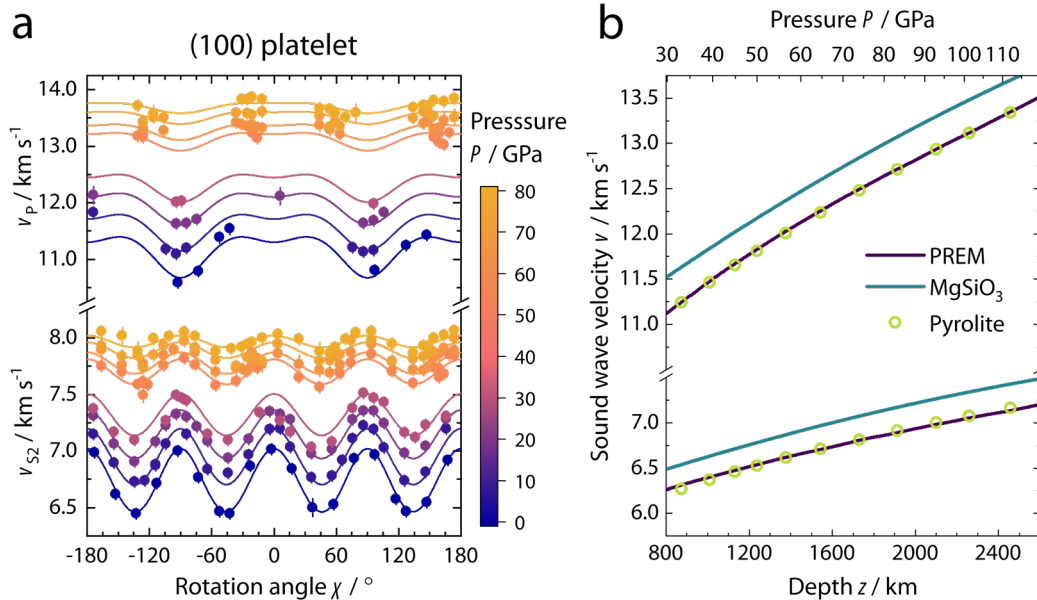 a
(100) platelet
14.0
13.0
12.0
11.0
8.0
7.5
7.0
6.5
v_P / km s⁻¹
v_S2 / km s⁻¹
-180 -120 -60 0 60 120 180
Rotation angle χ / °
Presssure
P / GPa
80
70
60
50
40
30
20
10
0
b
Pressure P / GPa
30 40 50 60 70 80 90 100 110
13.5
13.0
12.5
12.0
11.5
11.0
7.0
6.5
6.0
Sound wave velocity v / km s⁻¹
PREM
MgSiO₃
Pyrolite
800 1200 1600 2000 2400
Depth z / km